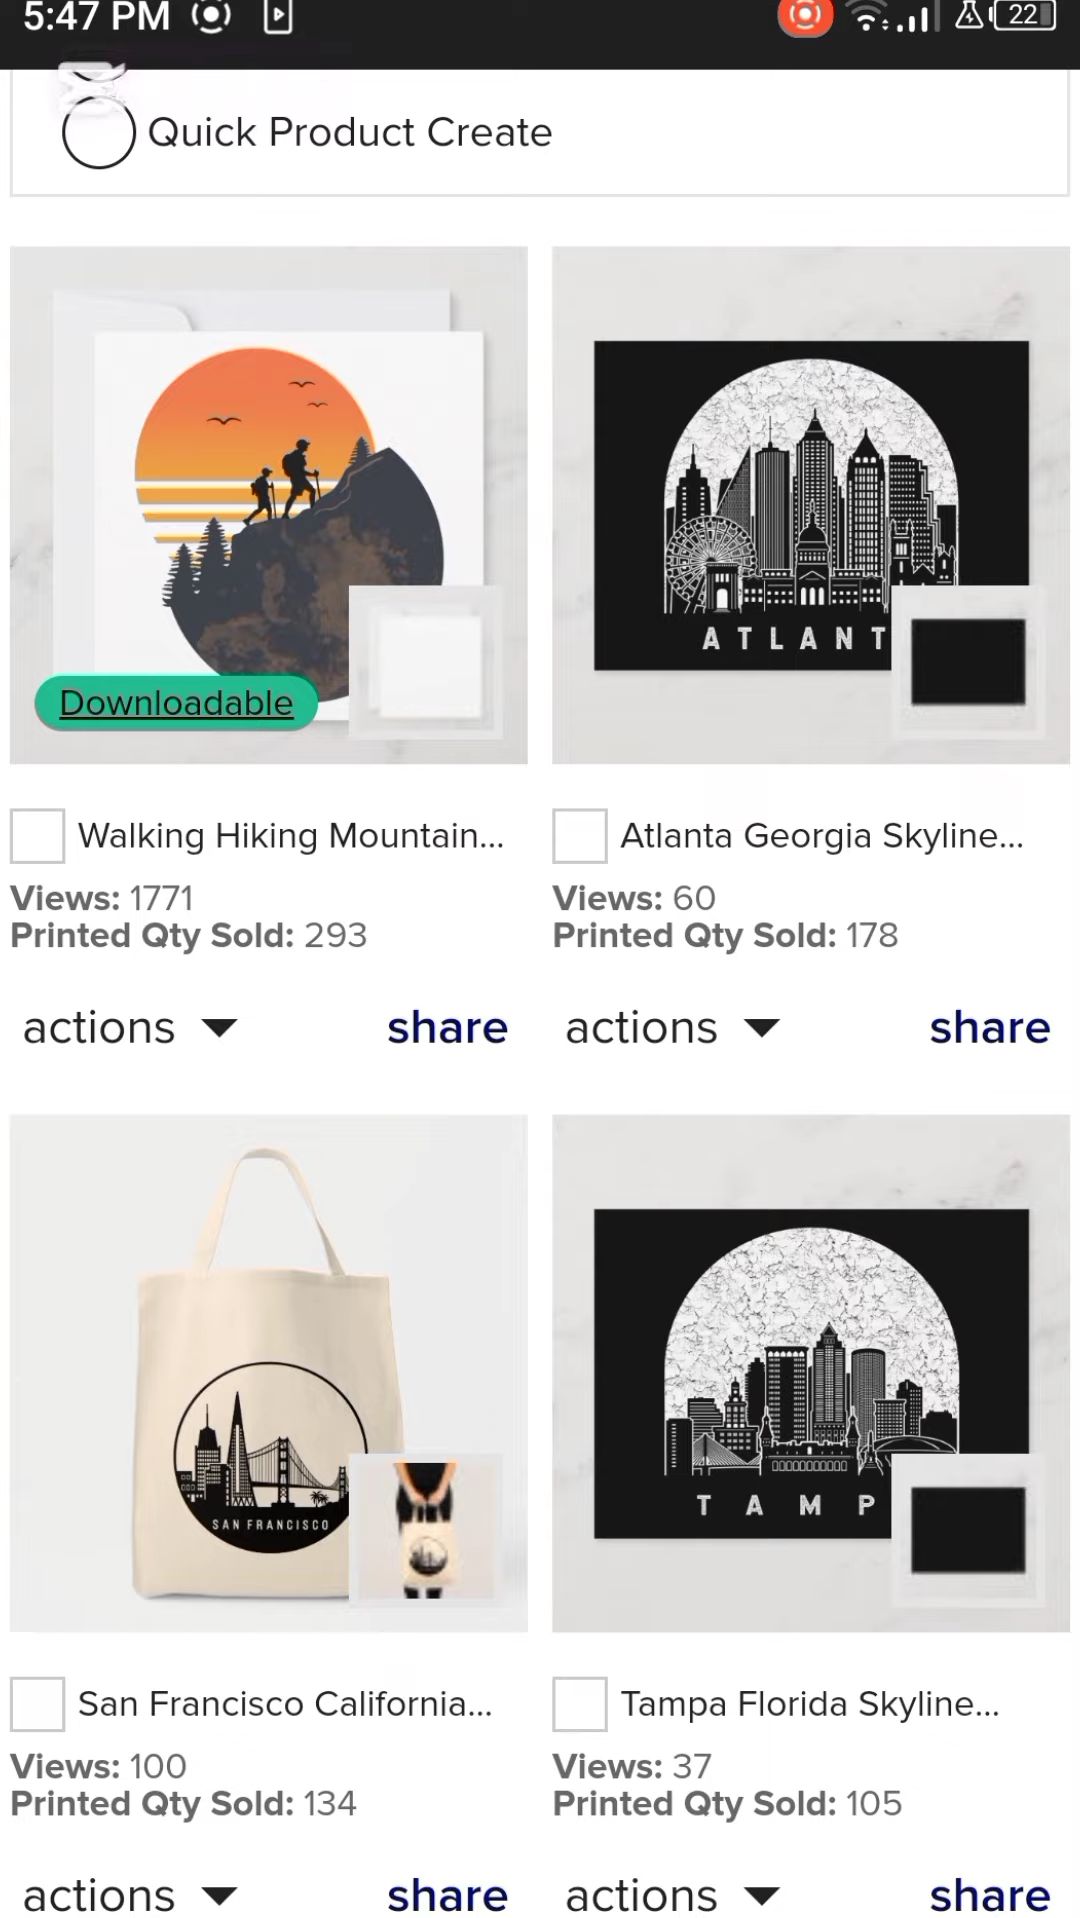 5:47 PM
22
Quick Product Create
ATLANT
Downloadable
Walking Hiking Mountain...
Atlanta Georgia Skyline...
Views: 1771
Views: 60
Printed Qty Sold: 293
Printed Qty Sold: 178
actions
share
actions
share
SAN FRANCISCO
TAMP
San Francisco California...
Tampa Florida Skyline...
Views: 100
Views: 37
Printed Qty Sold: 134
Printed Qty Sold: 105
actions
share
actions
share